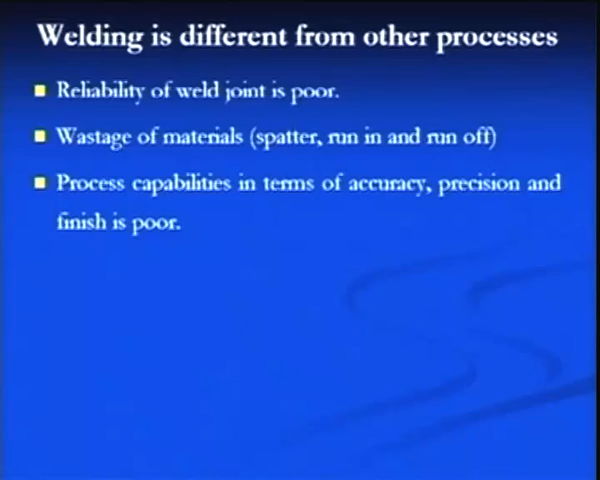 Welding is different from other processes
Reliability of weld joint is poor.
Wastage of materials (spatter, run in and run off)
Process capabilities in terms of accuracy, precision and
finish is poor.